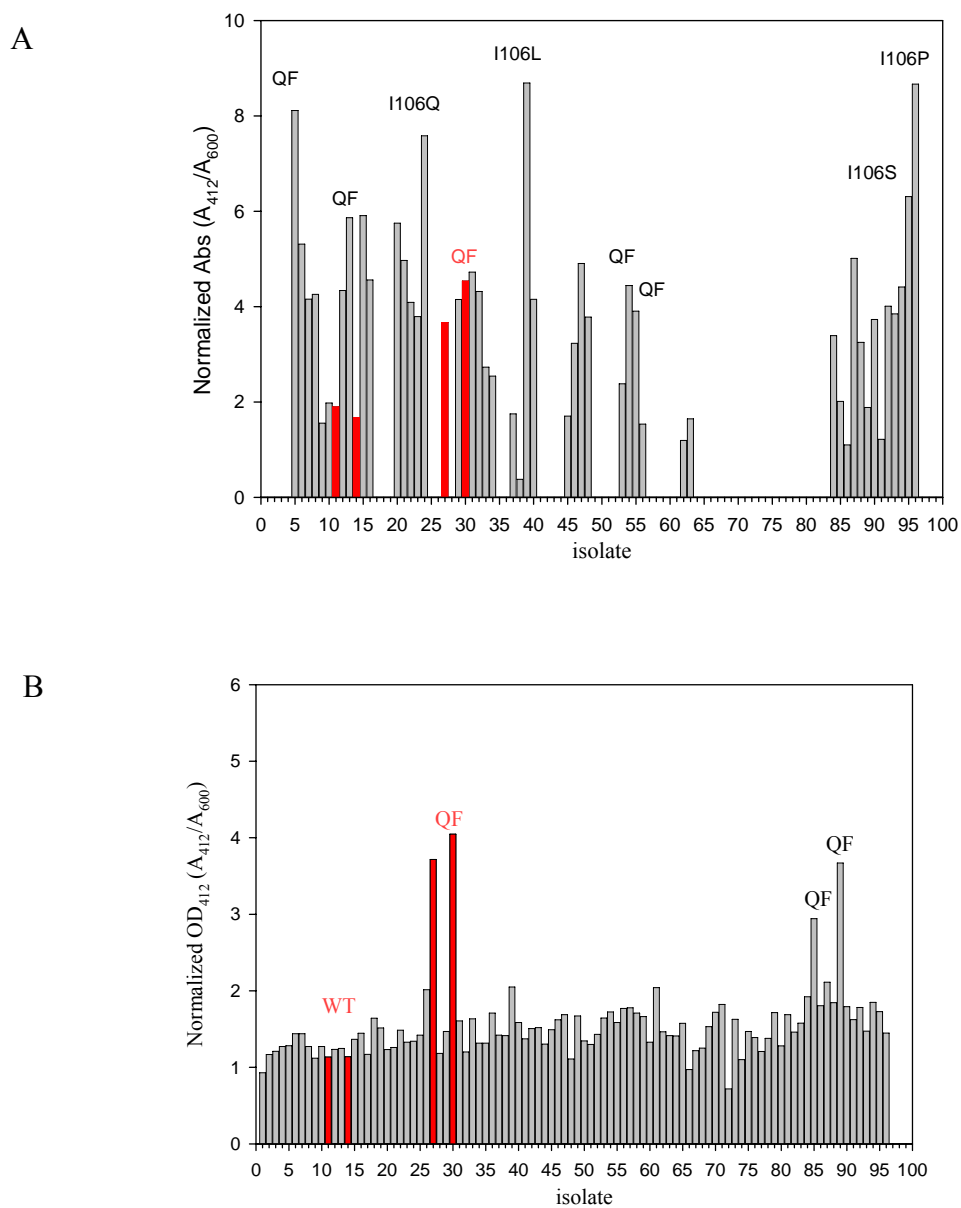 A
Normalized Abs (A412/A600)
10
8
6
4
2
0
QF
QF
I106Q
QF
I106L
QF
QF
I106S
I106P
0 5 10 15 20 25 30 35 40 45 50 55 60 65 70 75 80 85 90 95 100
isolate
B
Normalized OD412 (A412/A600)
6
5
4
3
2
1
0
WT
QF
QF
QF
0 5 10 15 20 25 30 35 40 45 50 55 60 65 70 75 80 85 90 95 100
isolate